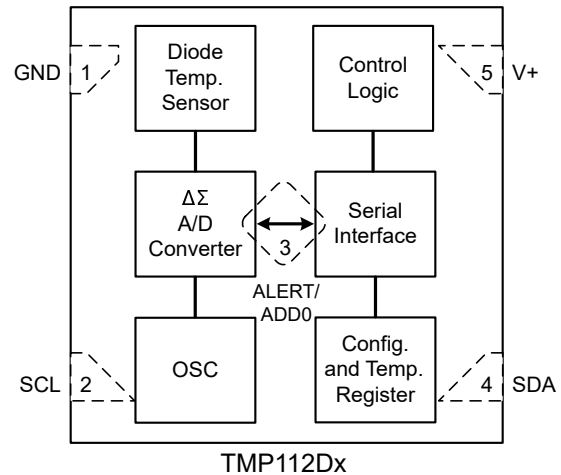 Diode
Temp.
Sensor
Control
Logic
GND
1
5
V+
ΔΣ
A/D
Converter
3
Serial
Interface
ALERT/
ADD0
OSC
Config.
and Temp.
Register
SCL
2
4
SDA
TMP112Dx